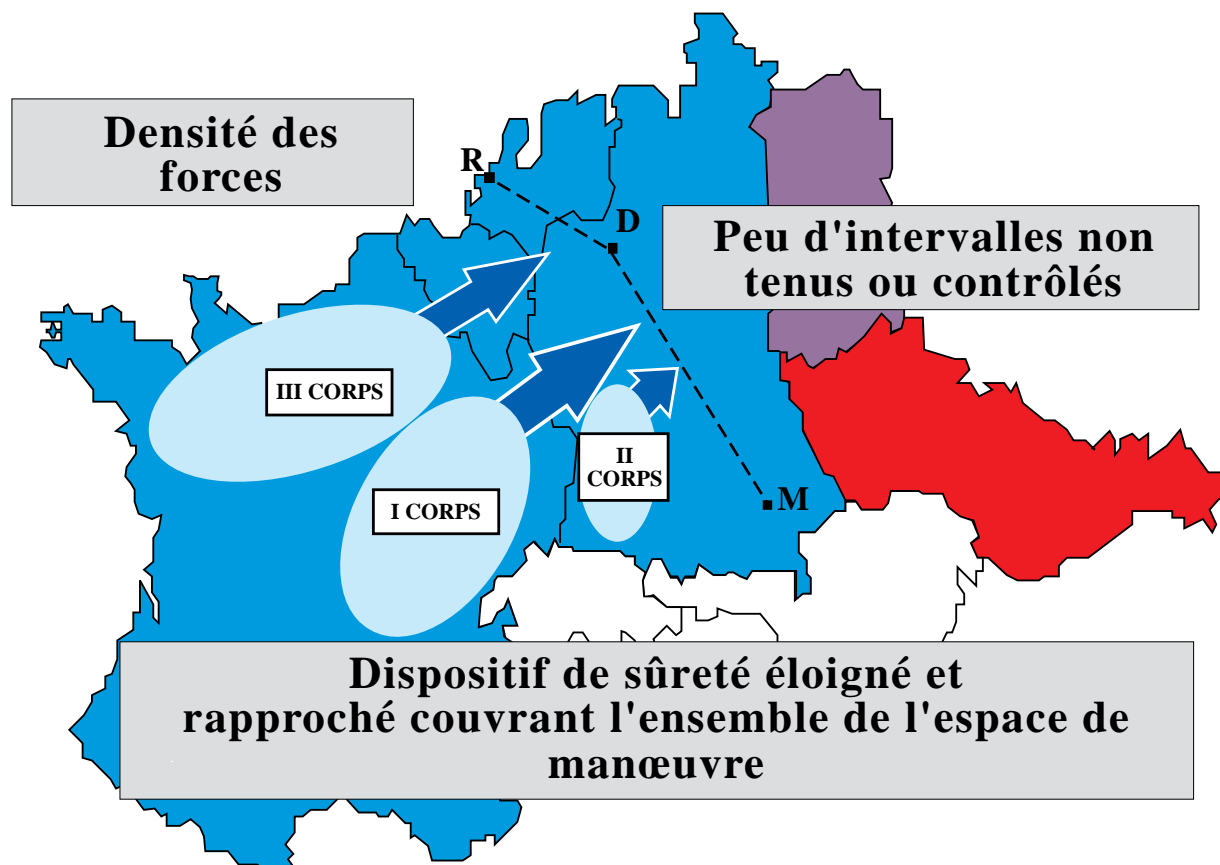 Densité des
forces
R
D
Peu d'intervalles non
tenus ou contrôlés
III CORPS
II
CORPS
I CORPS
M
Dispositif de sûreté éloigné et
rapproché couvrant l'ensemble de l'espace de
manœuvre